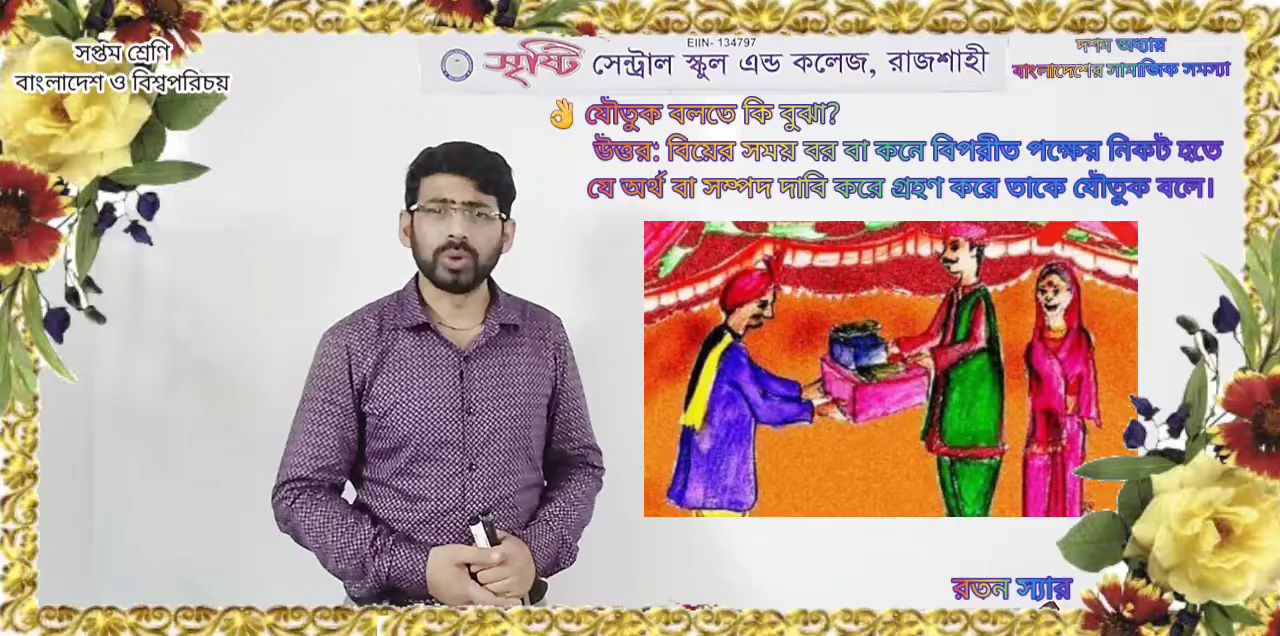 সপ্তম শ্রেণি
বাংলাদেশ ও বিশ্বপরিচয়
EIIN- 134797
সৃষ্টি সেন্ট্রাল স্কুল এন্ড কলেজ, রাজশাহী
দশম অধ্যায়
বাংলাদেশের সামাজিক সমস্যা
👌 যৌতুক বলতে কি বুঝা?
উত্তর: বিয়ের সময় বর বা কনে বিপরীত পক্ষের নিকট হতে
যে অর্থ বা সম্পদ দাবি করে গ্রহণ করে তাকে যৌতুক বলে।
রতন স্যার